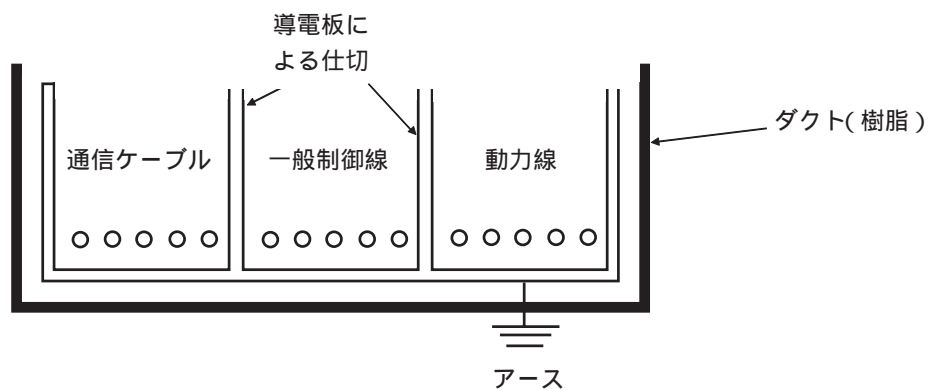 導電板に
よる仕切
ダクト(樹脂)
通信ケーブル
一般制御線
動力線
アース